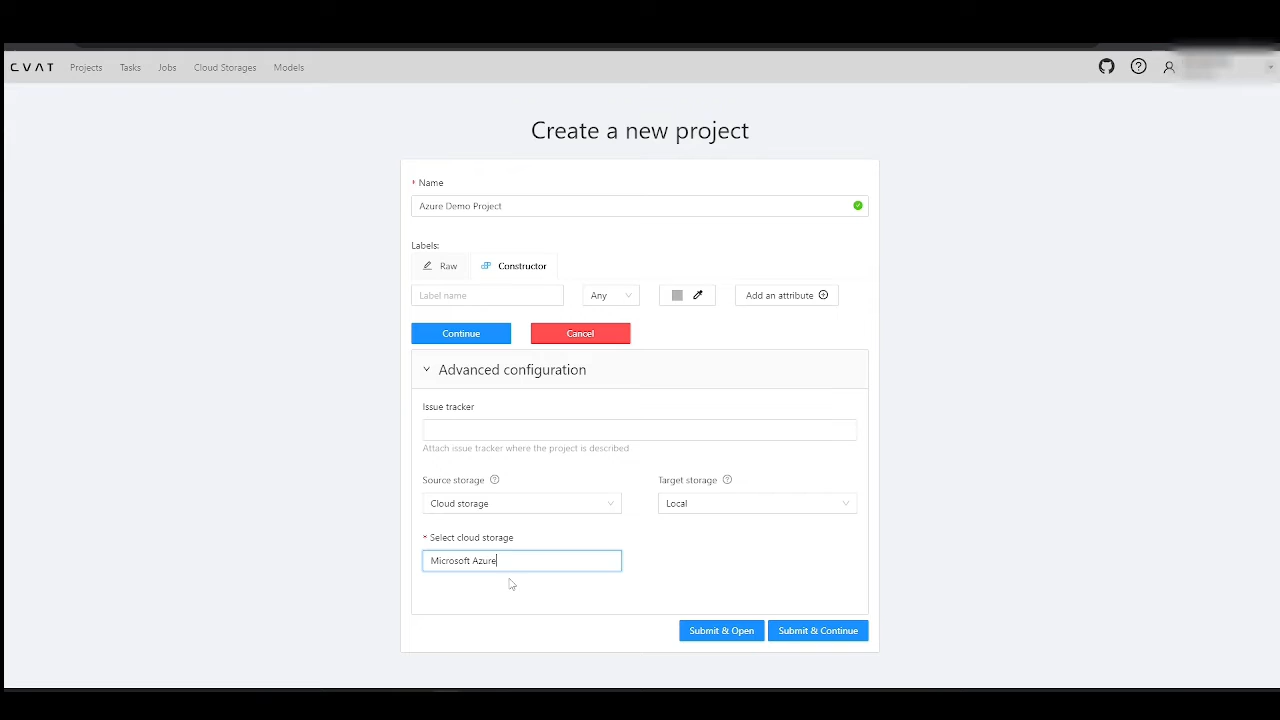 CVAT Projects Tasks Jobs Cloud Storages Models
Create a new project
* Name
Azure Demo Project
Labels:
Raw Constructor
Label name Any Add an attribute
Continue Cancel
Advanced configuration
Issue tracker
Attach issue tracker where the project is described
Source storage Target storage
Cloud storage Local
* Select cloud storage
Microsoft Azure
Submit & Open Submit & Continue